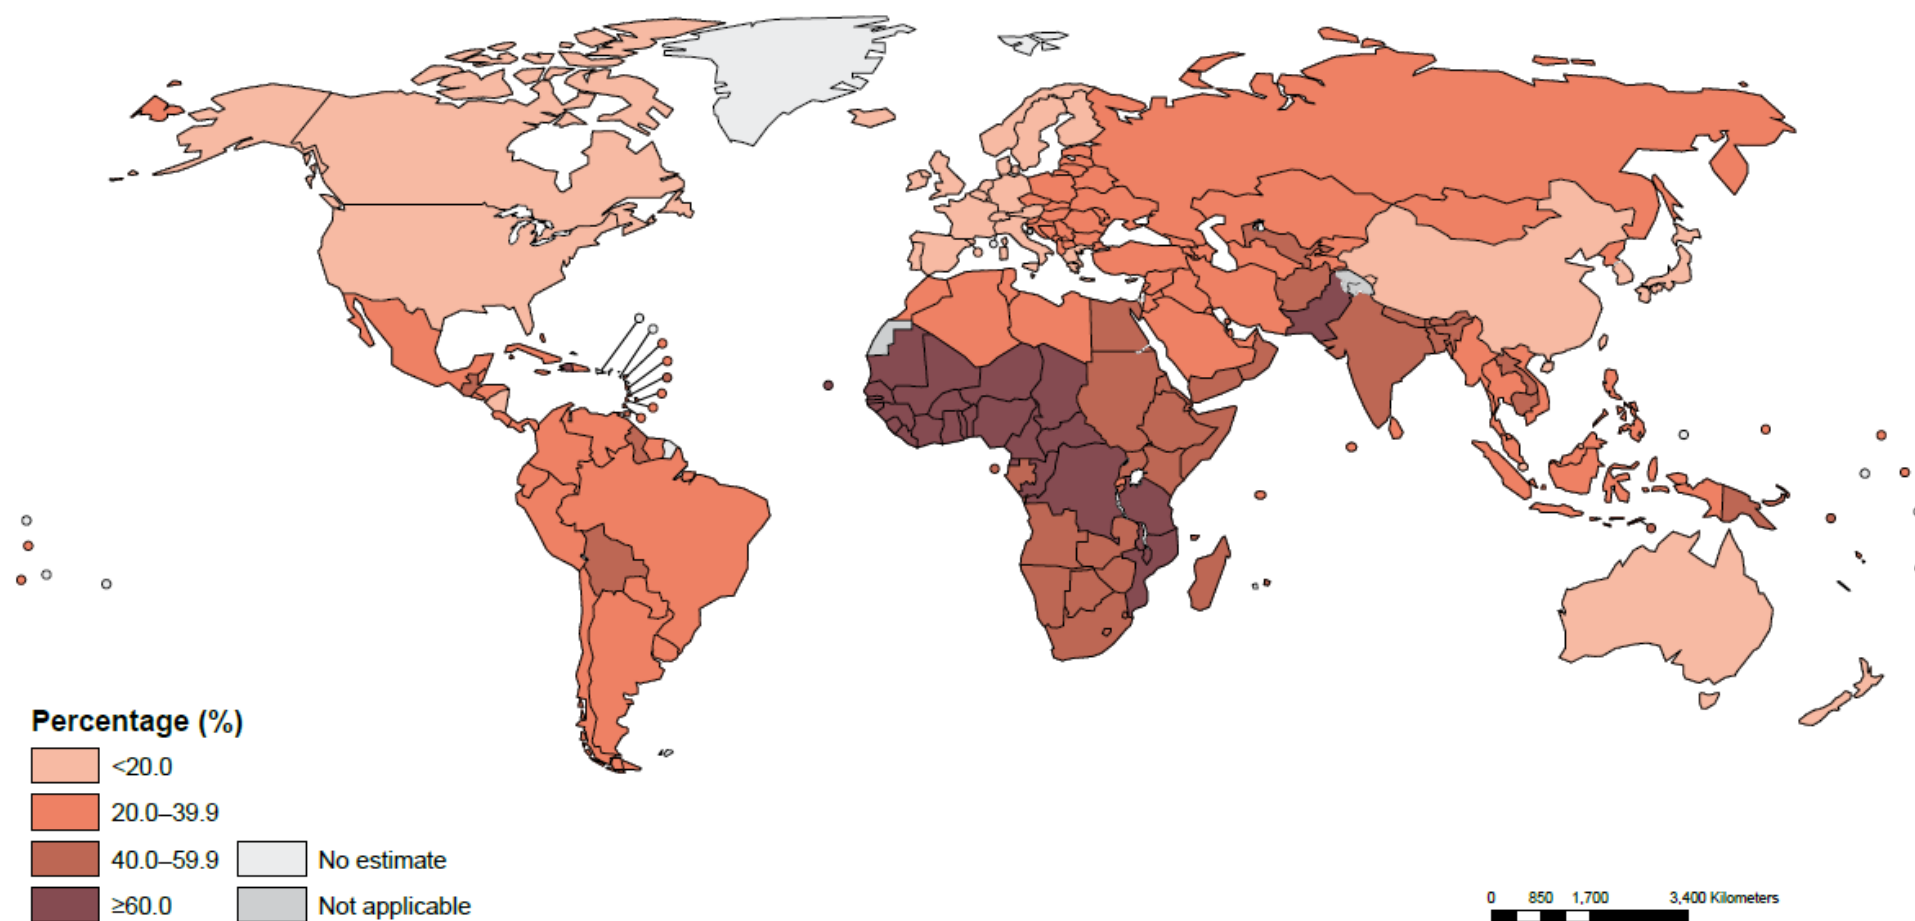 Percentage (%)
<20.0
20.0–39.9
40.0–59.9
≥60.0
No estimate
Not applicable
0 850 1,700 3,400 Kilometers